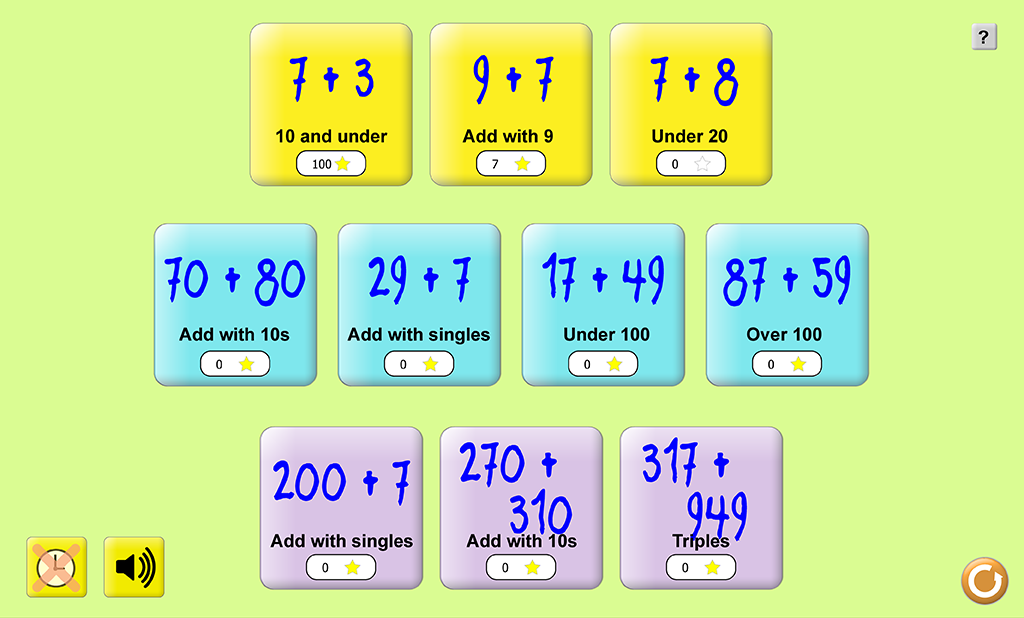 ?
7 + 3
10 and under
100
9 + 7
Add with 9
7
7 + 8
Under 20
0
70 + 80
Add with 10s
0
29 + 7
Add with singles
0
17 + 49
Under 100
0
87 + 59
Over 100
0
200 + 7
Add with singles
0
270 +
310
Add with 10s
0
317 +
949
Triples
0